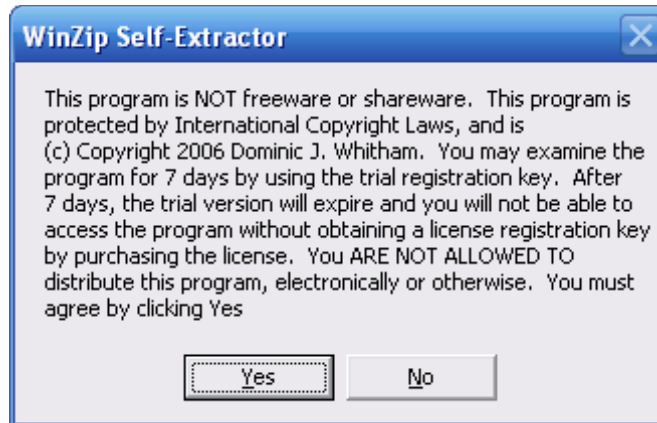 WinZip Self-Extractor
This program is NOT freeware or shareware.  This program is
protected by International Copyright Laws, and is
(c) Copyright 2006 Dominic J. Whitham.  You may examine the
program for 7 days by using the trial registration key.  After
7 days, the trial version will expire and you will not be able to
access the program without obtaining a license registration key
by purchasing the license.  You ARE NOT ALLOWED TO
distribute this program, electronically or otherwise.  You must
agree by clicking Yes
Yes No